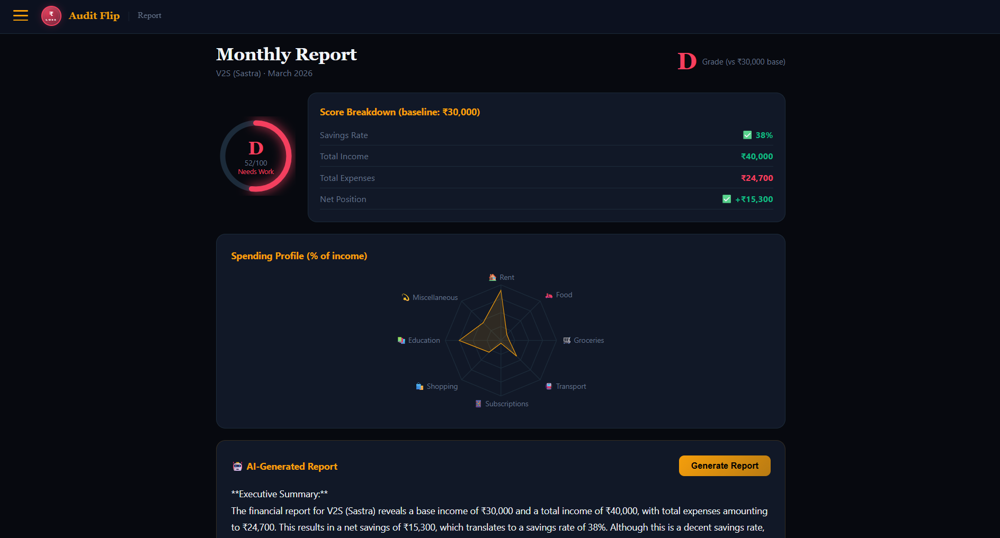 ₹
LOSS
Audit Flip
Report
Monthly Report
V2S (Sastra) · March 2026
D Grade (vs ₹30,000 base)
D
52/100
Needs Work
Score Breakdown (baseline: ₹30,000)
Savings Rate ✅ 38%
Total Income ₹40,000
Total Expenses ₹24,700
Net Position ✅ +₹15,300
Spending Profile (% of income)
Rent
Food
Miscellaneous
Education
Groceries
Shopping
Transport
Subscriptions
AI-Generated Report
Generate Report
**Executive Summary:**
The financial report for V2S (Sastra) reveals a base income of ₹30,000 and a total income of ₹40,000, with total expenses amounting
to ₹24,700. This results in a net savings of ₹15,300, which translates to a savings rate of 38%. Although this is a decent savings rate,